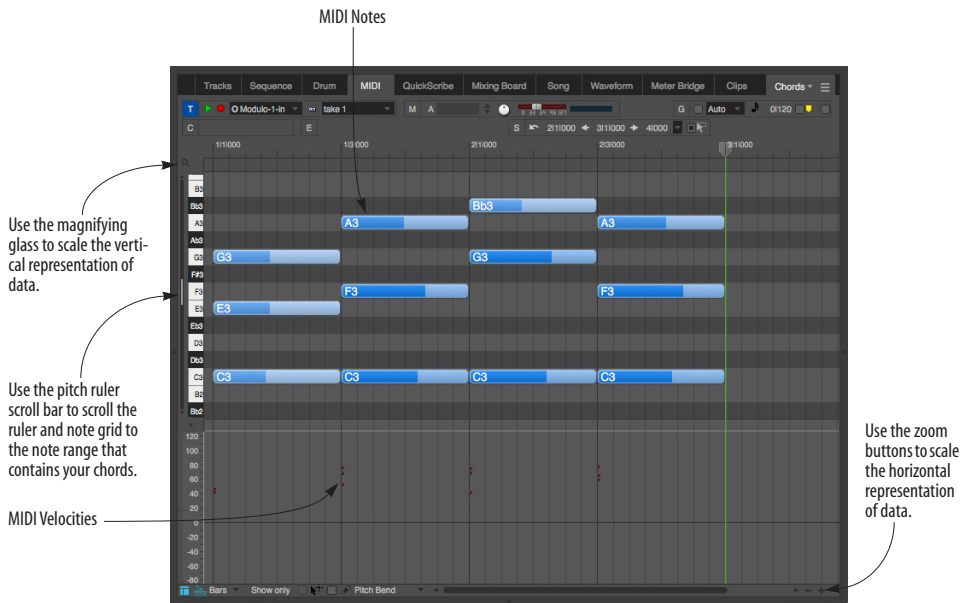 MIDI Notes
Tracks Sequence Drum MIDI QuickScribe Mixing Board Song Waveform Meter Bridge Clips Chords
T Modulo-1-in take 1 M A G Auto 0|120
C E S 2|1|000 3|1|000 4|000
1|1|000 1|3|000 2|1|000 2|3|000 3|1|000
Use the magnifying
glass to scale the verti-
cal representation of
data.
Use the pitch ruler
scroll bar to scroll the
ruler and note grid to
the note range that
contains your chords.
MIDI Velocities
B3
Bb3 Bb3
A3 A3 A3
Ab3
G3 G3 G3
F#3
F3 F3 F3
E3 E3
Eb3
D3
Db3
C3 C3 C3 C3 C3
B2
Bb2
120
100
80
60
40
20
0
-20
-40
-60
-80
Bars Show only Pitch Bend
Use the zoom
buttons to scale
the horizontal
representation
of data.